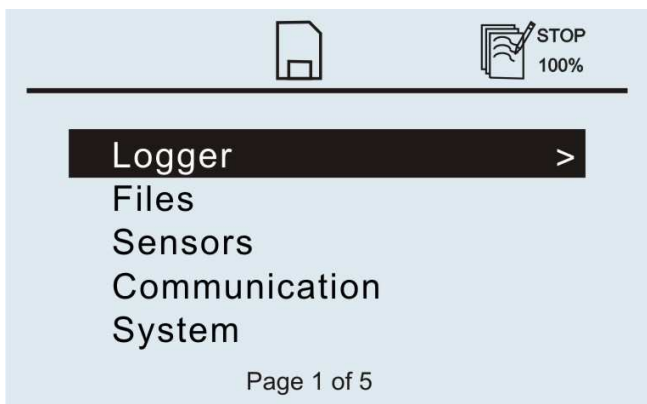 STOP
100%
Logger >
Files
Sensors
Communication
System
Page 1 of 5